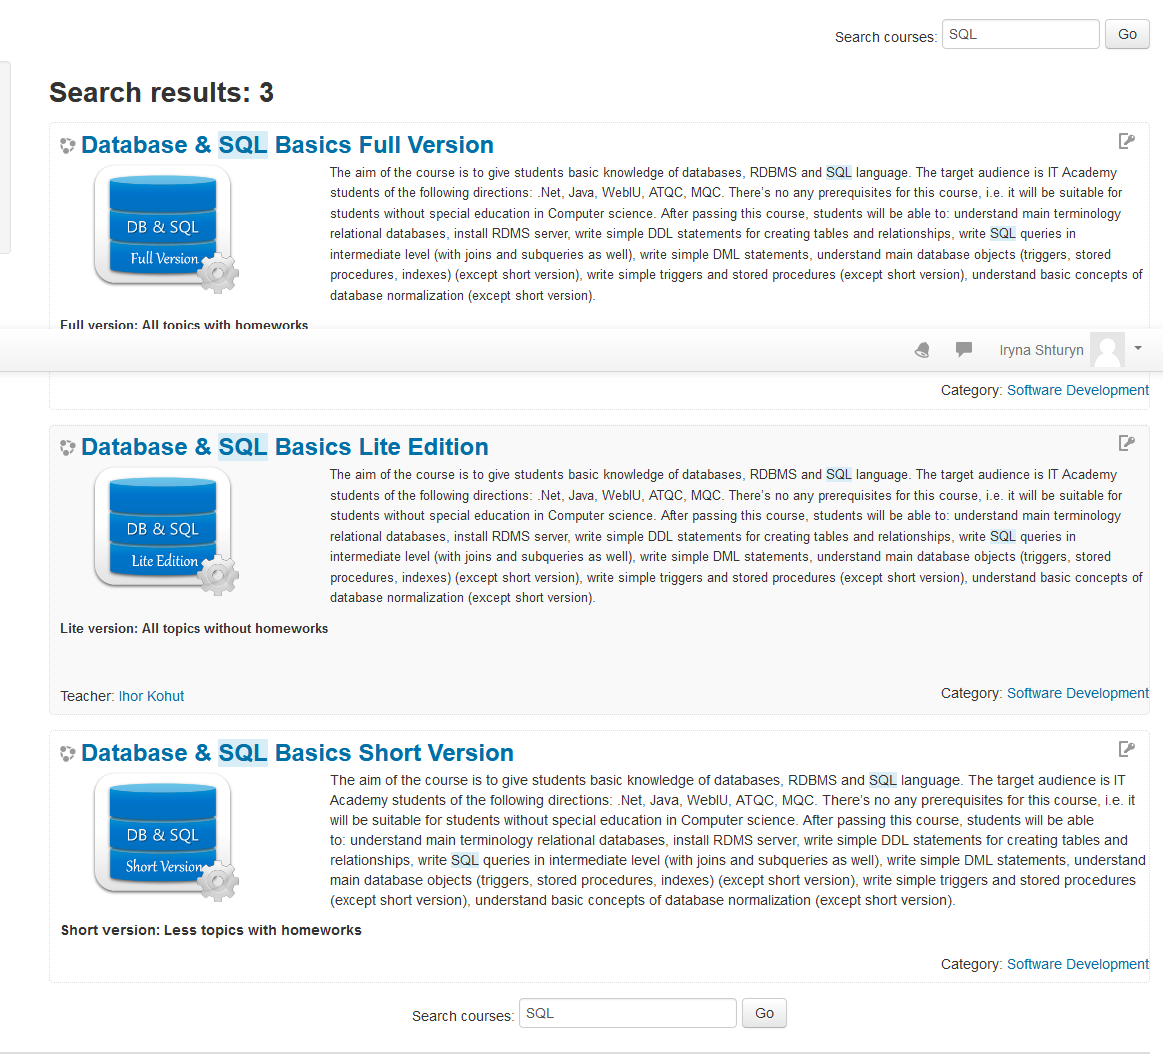 Search courses: SQL Go
Search results: 3
Database & SQL Basics Full Version
DB & SQL
Full Version
The aim of the course is to give students basic knowledge of databases, RDBMS and SQL language. The target audience is IT Academy
students of the following directions: .Net, Java, WebIU, ATQC, MQC. There's no any prerequisites for this course, i.e. it will be suitable for
students without special education in Computer science. After passing this course, students will be able to: understand main terminology
relational databases, install RDMS server, write simple DDL statements for creating tables and relationships, write SQL queries in
intermediate level (with joins and subqueries as well), write simple DML statements, understand main database objects (triggers, stored
procedures, indexes) (except short version), write simple triggers and stored procedures (except short version), understand basic concepts of
database normalization (except short version).
Full version: All topics with homeworks
Iryna Shturyn
Category: Software Development
Database & SQL Basics Lite Edition
DB & SQL
Lite Edition
The aim of the course is to give students basic knowledge of databases, RDBMS and SQL language. The target audience is IT Academy
students of the following directions: .Net, Java, WebIU, ATQC, MQC. There's no any prerequisites for this course, i.e. it will be suitable for
students without special education in Computer science. After passing this course, students will be able to: understand main terminology
relational databases, install RDMS server, write simple DDL statements for creating tables and relationships, write SQL queries in
intermediate level (with joins and subqueries as well), write simple DML statements, understand main database objects (triggers, stored
procedures, indexes) (except short version), write simple triggers and stored procedures (except short version), understand basic concepts of
database normalization (except short version).
Lite version: All topics without homeworks
Teacher: Ihor Kohut
Category: Software Development
Database & SQL Basics Short Version
DB & SQL
Short Version
The aim of the course is to give students basic knowledge of databases, RDBMS and SQL language. The target audience is IT
Academy students of the following directions: .Net, Java, WebIU, ATQC, MQC. There's no any prerequisites for this course, i.e. it
will be suitable for students without special education in Computer science. After passing this course, students will be able
to: understand main terminology relational databases, install RDMS server, write simple DDL statements for creating tables and
relationships, write SQL queries in intermediate level (with joins and subqueries as well), write simple DML statements, understand
main database objects (triggers, stored procedures, indexes) (except short version), write simple triggers and stored procedures
(except short version), understand basic concepts of database normalization (except short version).
Short version: Less topics with homeworks
Category: Software Development
Search courses: SQL Go